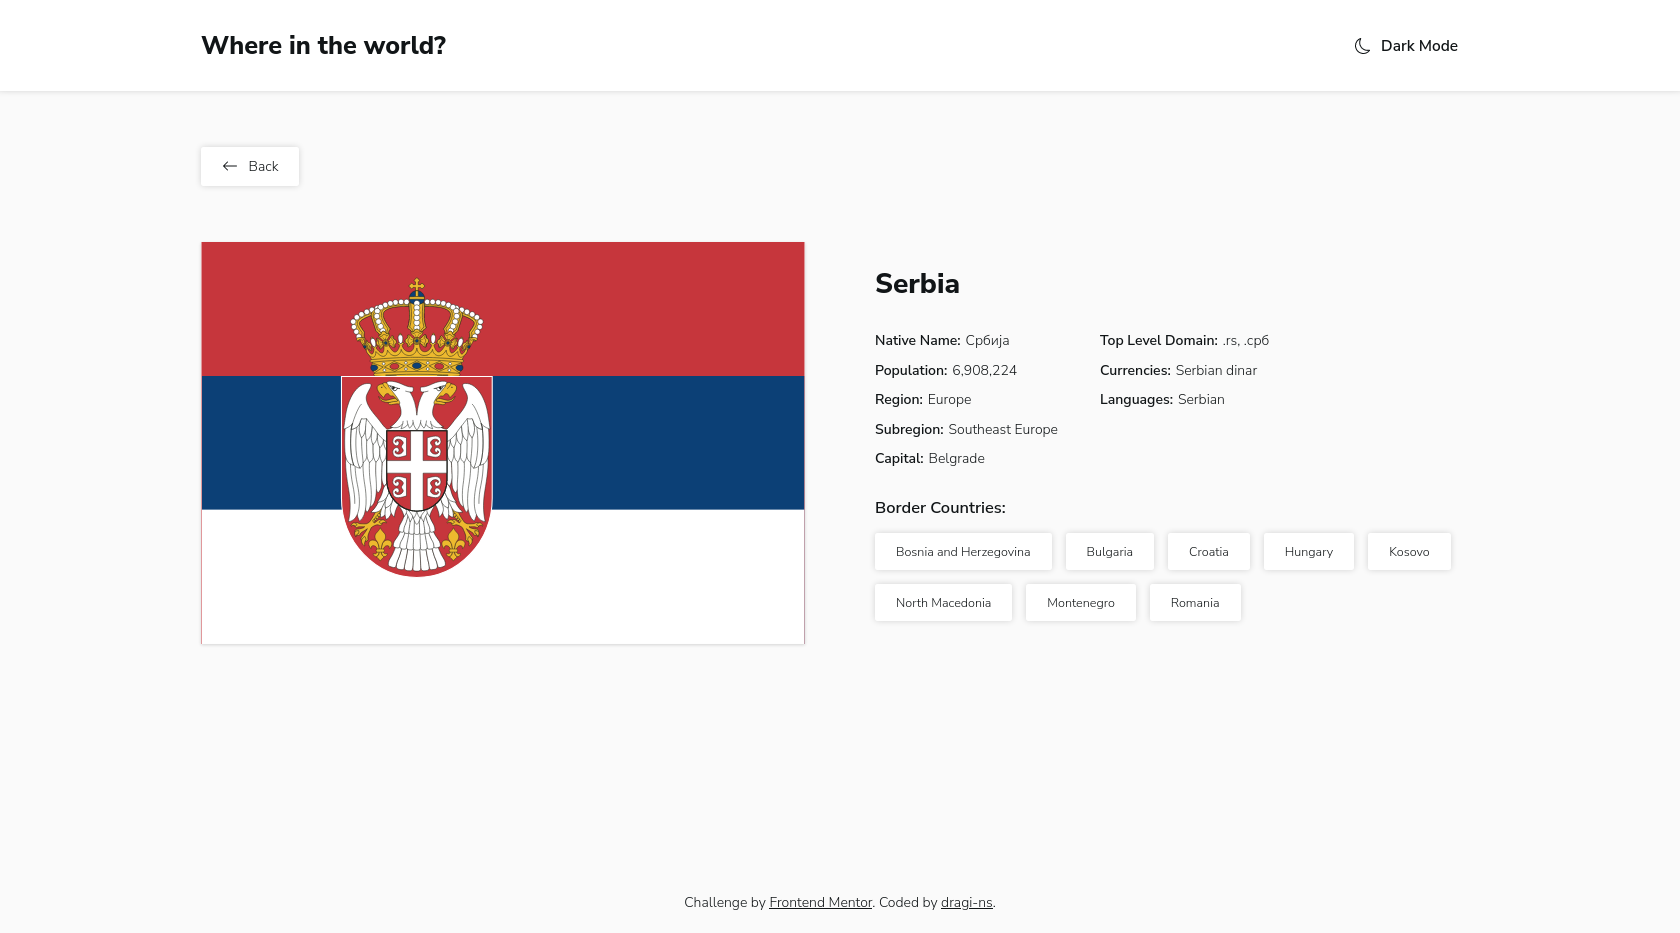 Where in the world?
Dark Mode
Back
Serbia
Native Name: Србија
Population: 6,908,224
Region: Europe
Subregion: Southeast Europe
Capital: Belgrade
Top Level Domain: .rs, .срб
Currencies: Serbian dinar
Languages: Serbian
Border Countries:
Bosnia and Herzegovina Bulgaria Croatia Hungary Kosovo
North Macedonia Montenegro Romania
Challenge by Frontend Mentor. Coded by dragi-ns.